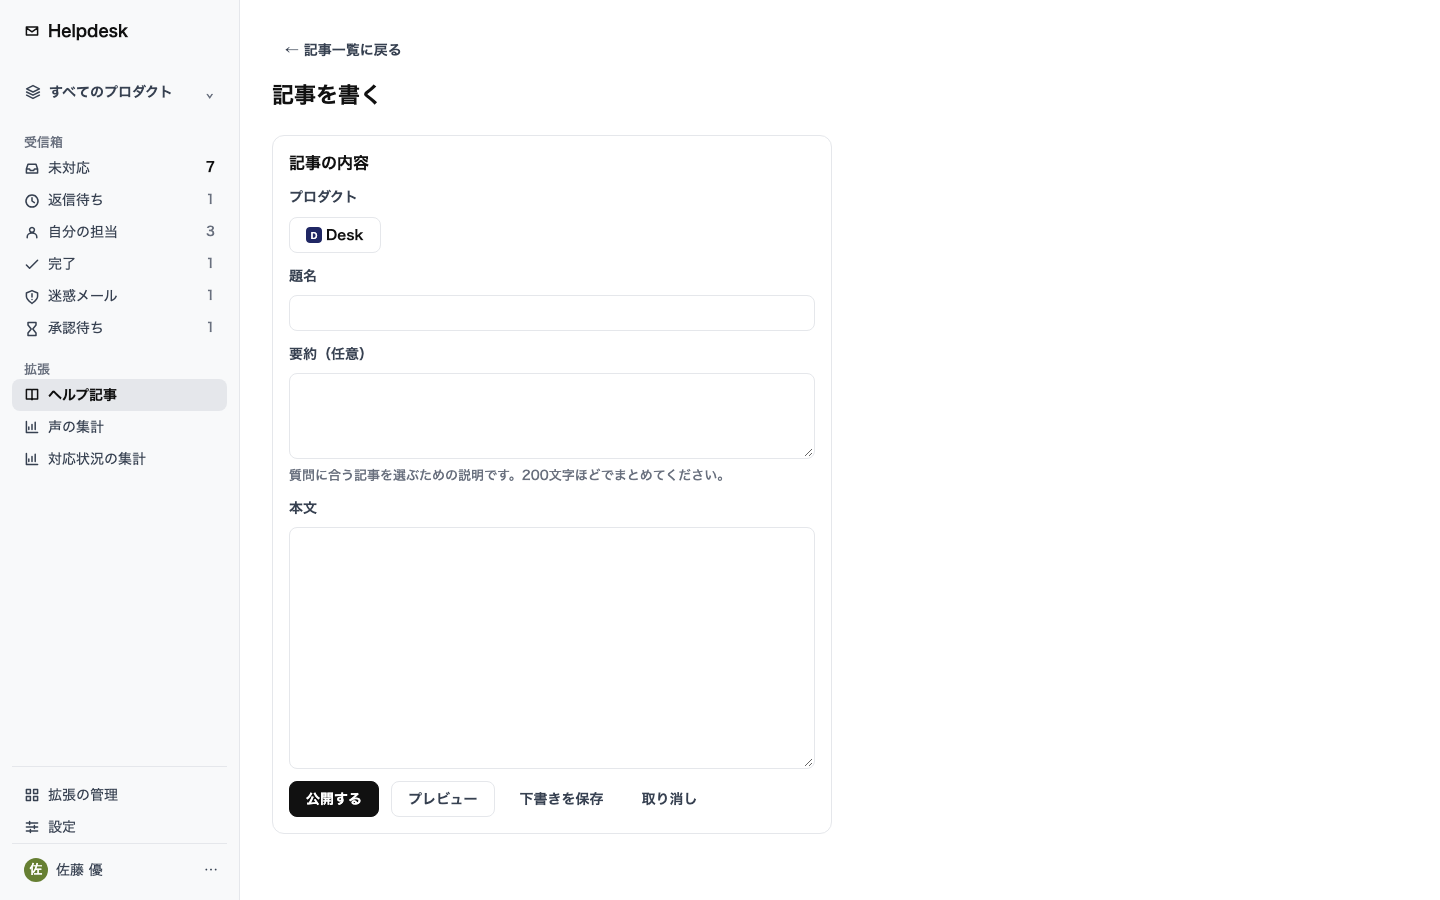 Helpdesk
すべてのプロダクト
受信箱
未対応 7
返信待ち 1
自分の担当 3
完了 1
迷惑メール 1
承認待ち 1
拡張
ヘルプ記事
声の集計
対応状況の集計
拡張の管理
設定
佐 佐藤 優 …
← 記事一覧に戻る
記事を書く
記事の内容
プロダクト
D Desk
題名
要約（任意）
質問に合う記事を選ぶための説明です。200文字ほどでまとめてください。
本文
公開する プレビュー 下書きを保存 取り消し